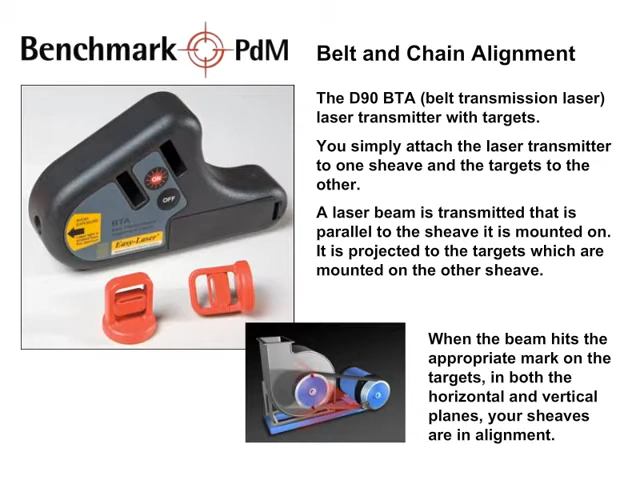 Benchmark PdM
Belt and Chain Alignment
The D90 BTA (belt transmission laser)
laser transmitter with targets.
You simply attach the laser transmitter
to one sheave and the targets to the
other.
A laser beam is transmitted that is
parallel to the sheave it is mounted on.
It is projected to the targets which are
mounted on the other sheave.
ON
OFF
BTA
Easy-Laser
When the beam hits the
appropriate mark on the
targets, in both the
horizontal and vertical
planes, your sheaves
are in alignment.